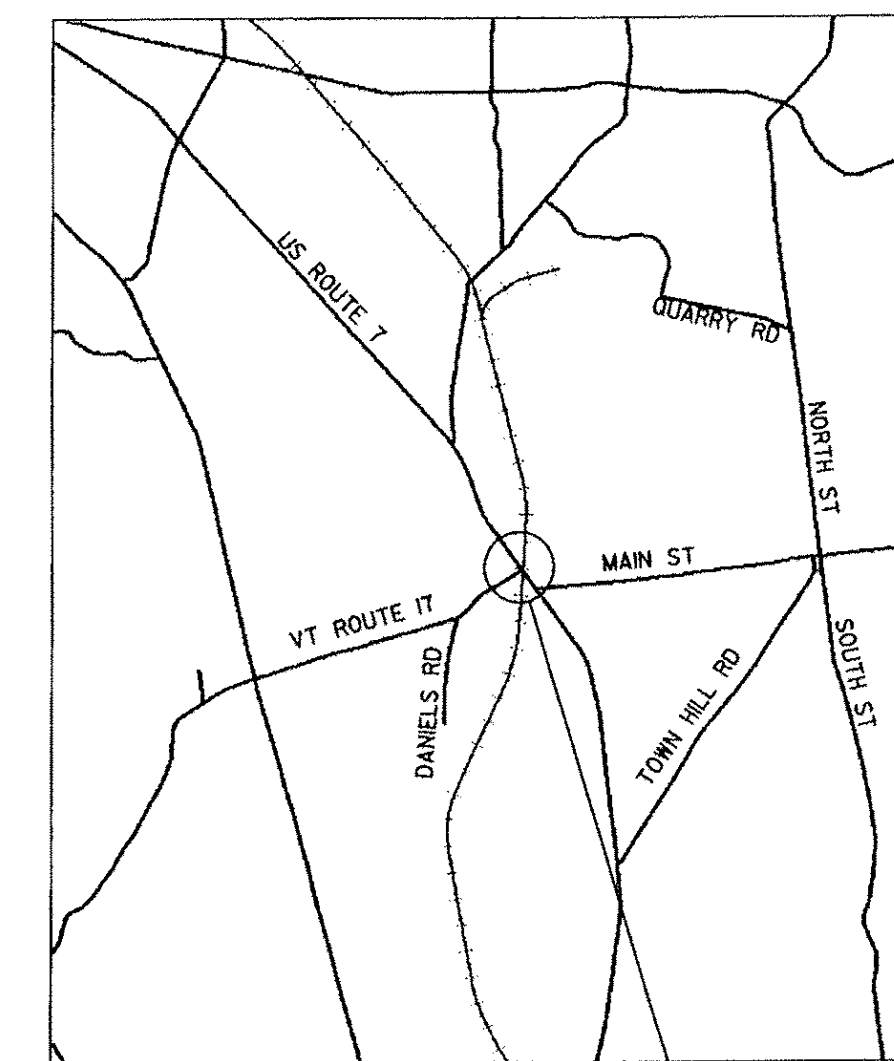 US ROUTE 7
QUARRY RD
NORTH ST
MAIN ST
VT ROUTE 17
SOUTH ST
DANIELS RD
TOWN HILL RD